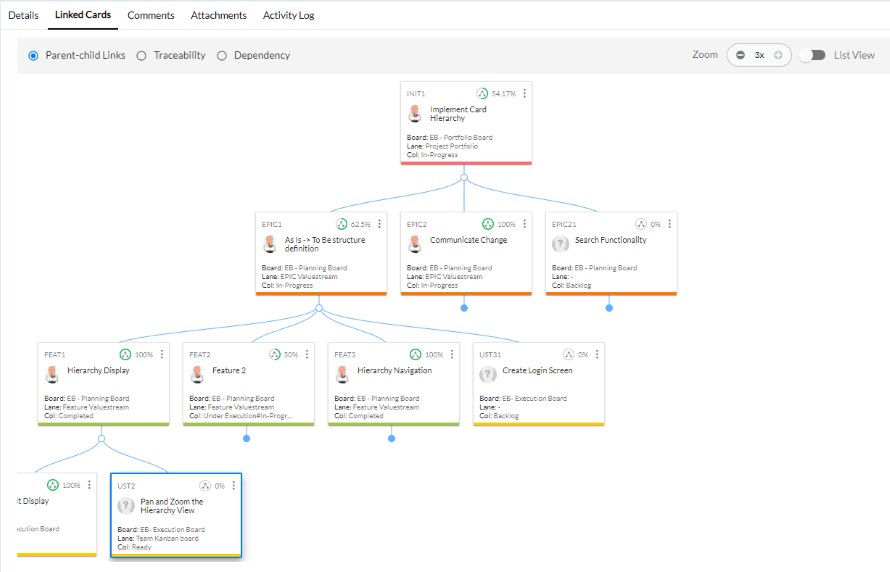 Details Linked Cards Comments Attachments Activity Log
Parent-child Links Traceability Dependency Zoom 3x List View
INIT1 54.17%
Implement Card
Hierarchy
Board: EB - Portfolio Board
Lane: Project Portfolio
Col: In-Progress
EPIC1 62.5%
As Is -> To Be structure
definition
Board: EB - Planning Board
Lane: EPIC Valuestream
Col: In-Progress
EPIC2 100%
Communicate Change
Board: EB - Planning Board
Lane: EPIC Valuestream
Col: In-Progress
EPIC21 0%
Search Functionality
Board: EB - Planning Board
Lane: -
Col: Backlog
FEAT1 100%
Hierarchy Display
Board: EB - Planning Board
Lane: Feature Valuestream
Col: Completed
FEAT2 50%
Feature 2
Board: EB - Planning Board
Lane: Feature Valuestream
Col: Under Execution#In-Progr...
FEAT3 100%
Hierarchy Navigation
Board: EB - Planning Board
Lane: Feature Valuestream
Col: Completed
UST31 0%
Create Login Screen
Board: EB- Execution Board
Lane: -
Col: Backlog
100%
Display
Board
UST2 0%
Pan and Zoom the
Hierarchy View
Board: EB- Execution Board
Lane: Team Kanban board
Col: Ready